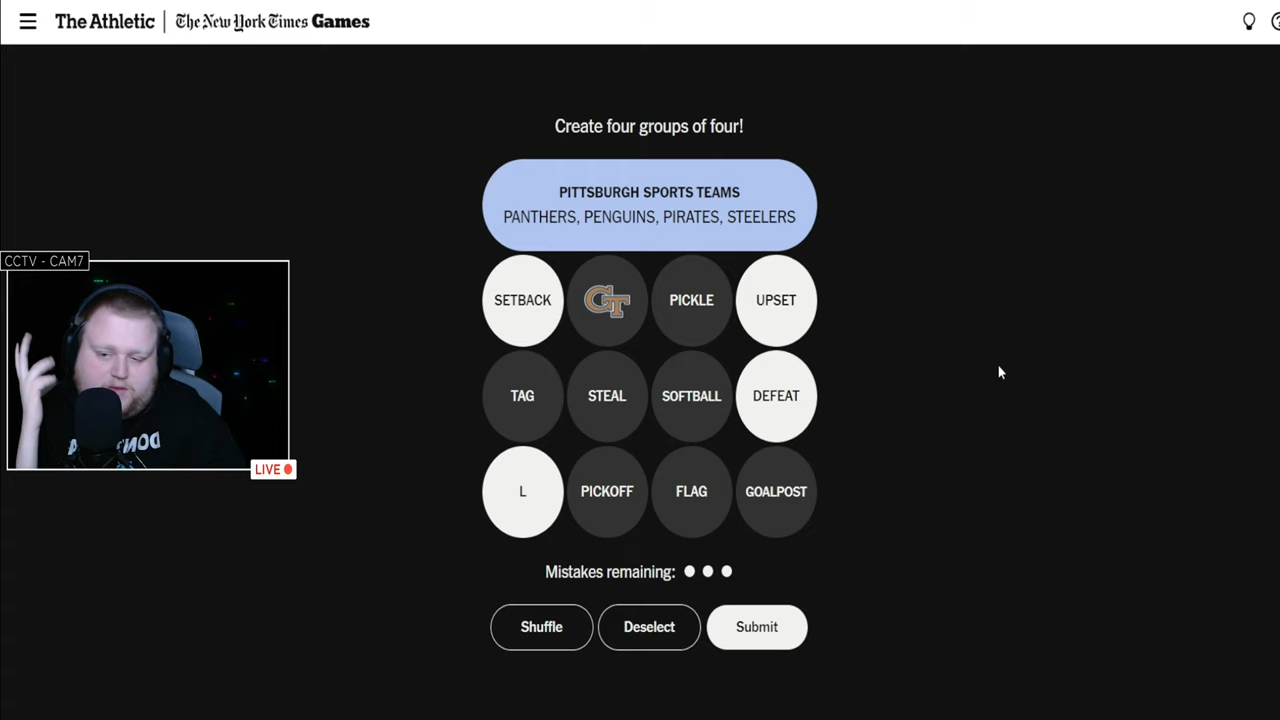 The Athletic | The New York Times Games
Create four groups of four!
PITTSBURGH SPORTS TEAMS
PANTHERS, PENGUINS, PIRATES, STEELERS
SETBACK GT PICKLE UPSET
TAG STEAL SOFTBALL DEFEAT
L PICKOFF FLAG GOALPOST
Mistakes remaining:
Shuffle Deselect Submit
CCTV - CAM7
LIVE